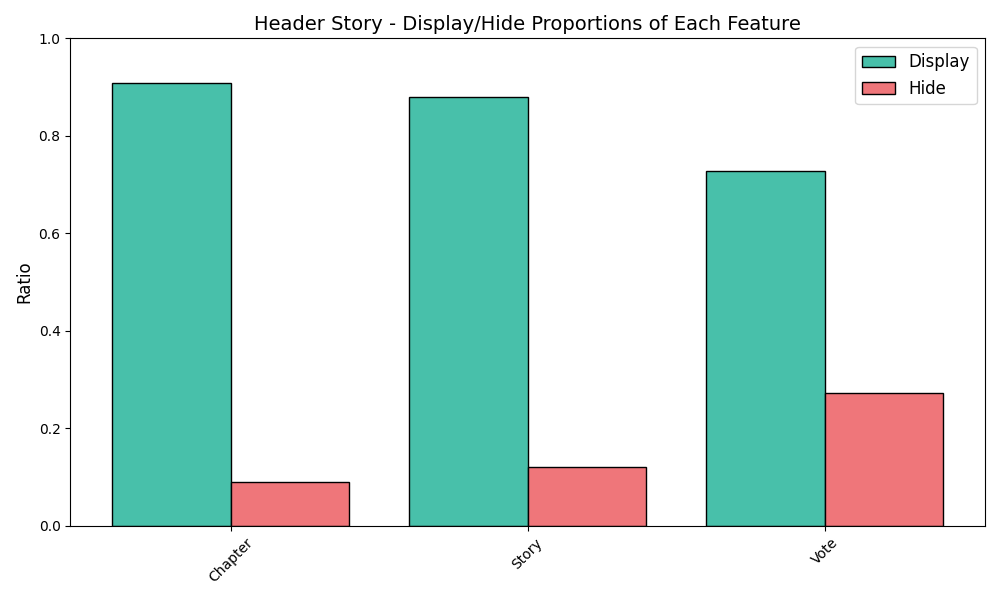 Header Story - Display/Hide Proportions of Each Feature
Display
Hide
Ratio
1.0
0.8
0.6
0.4
0.2
0.0
Chapter
Story
Vote